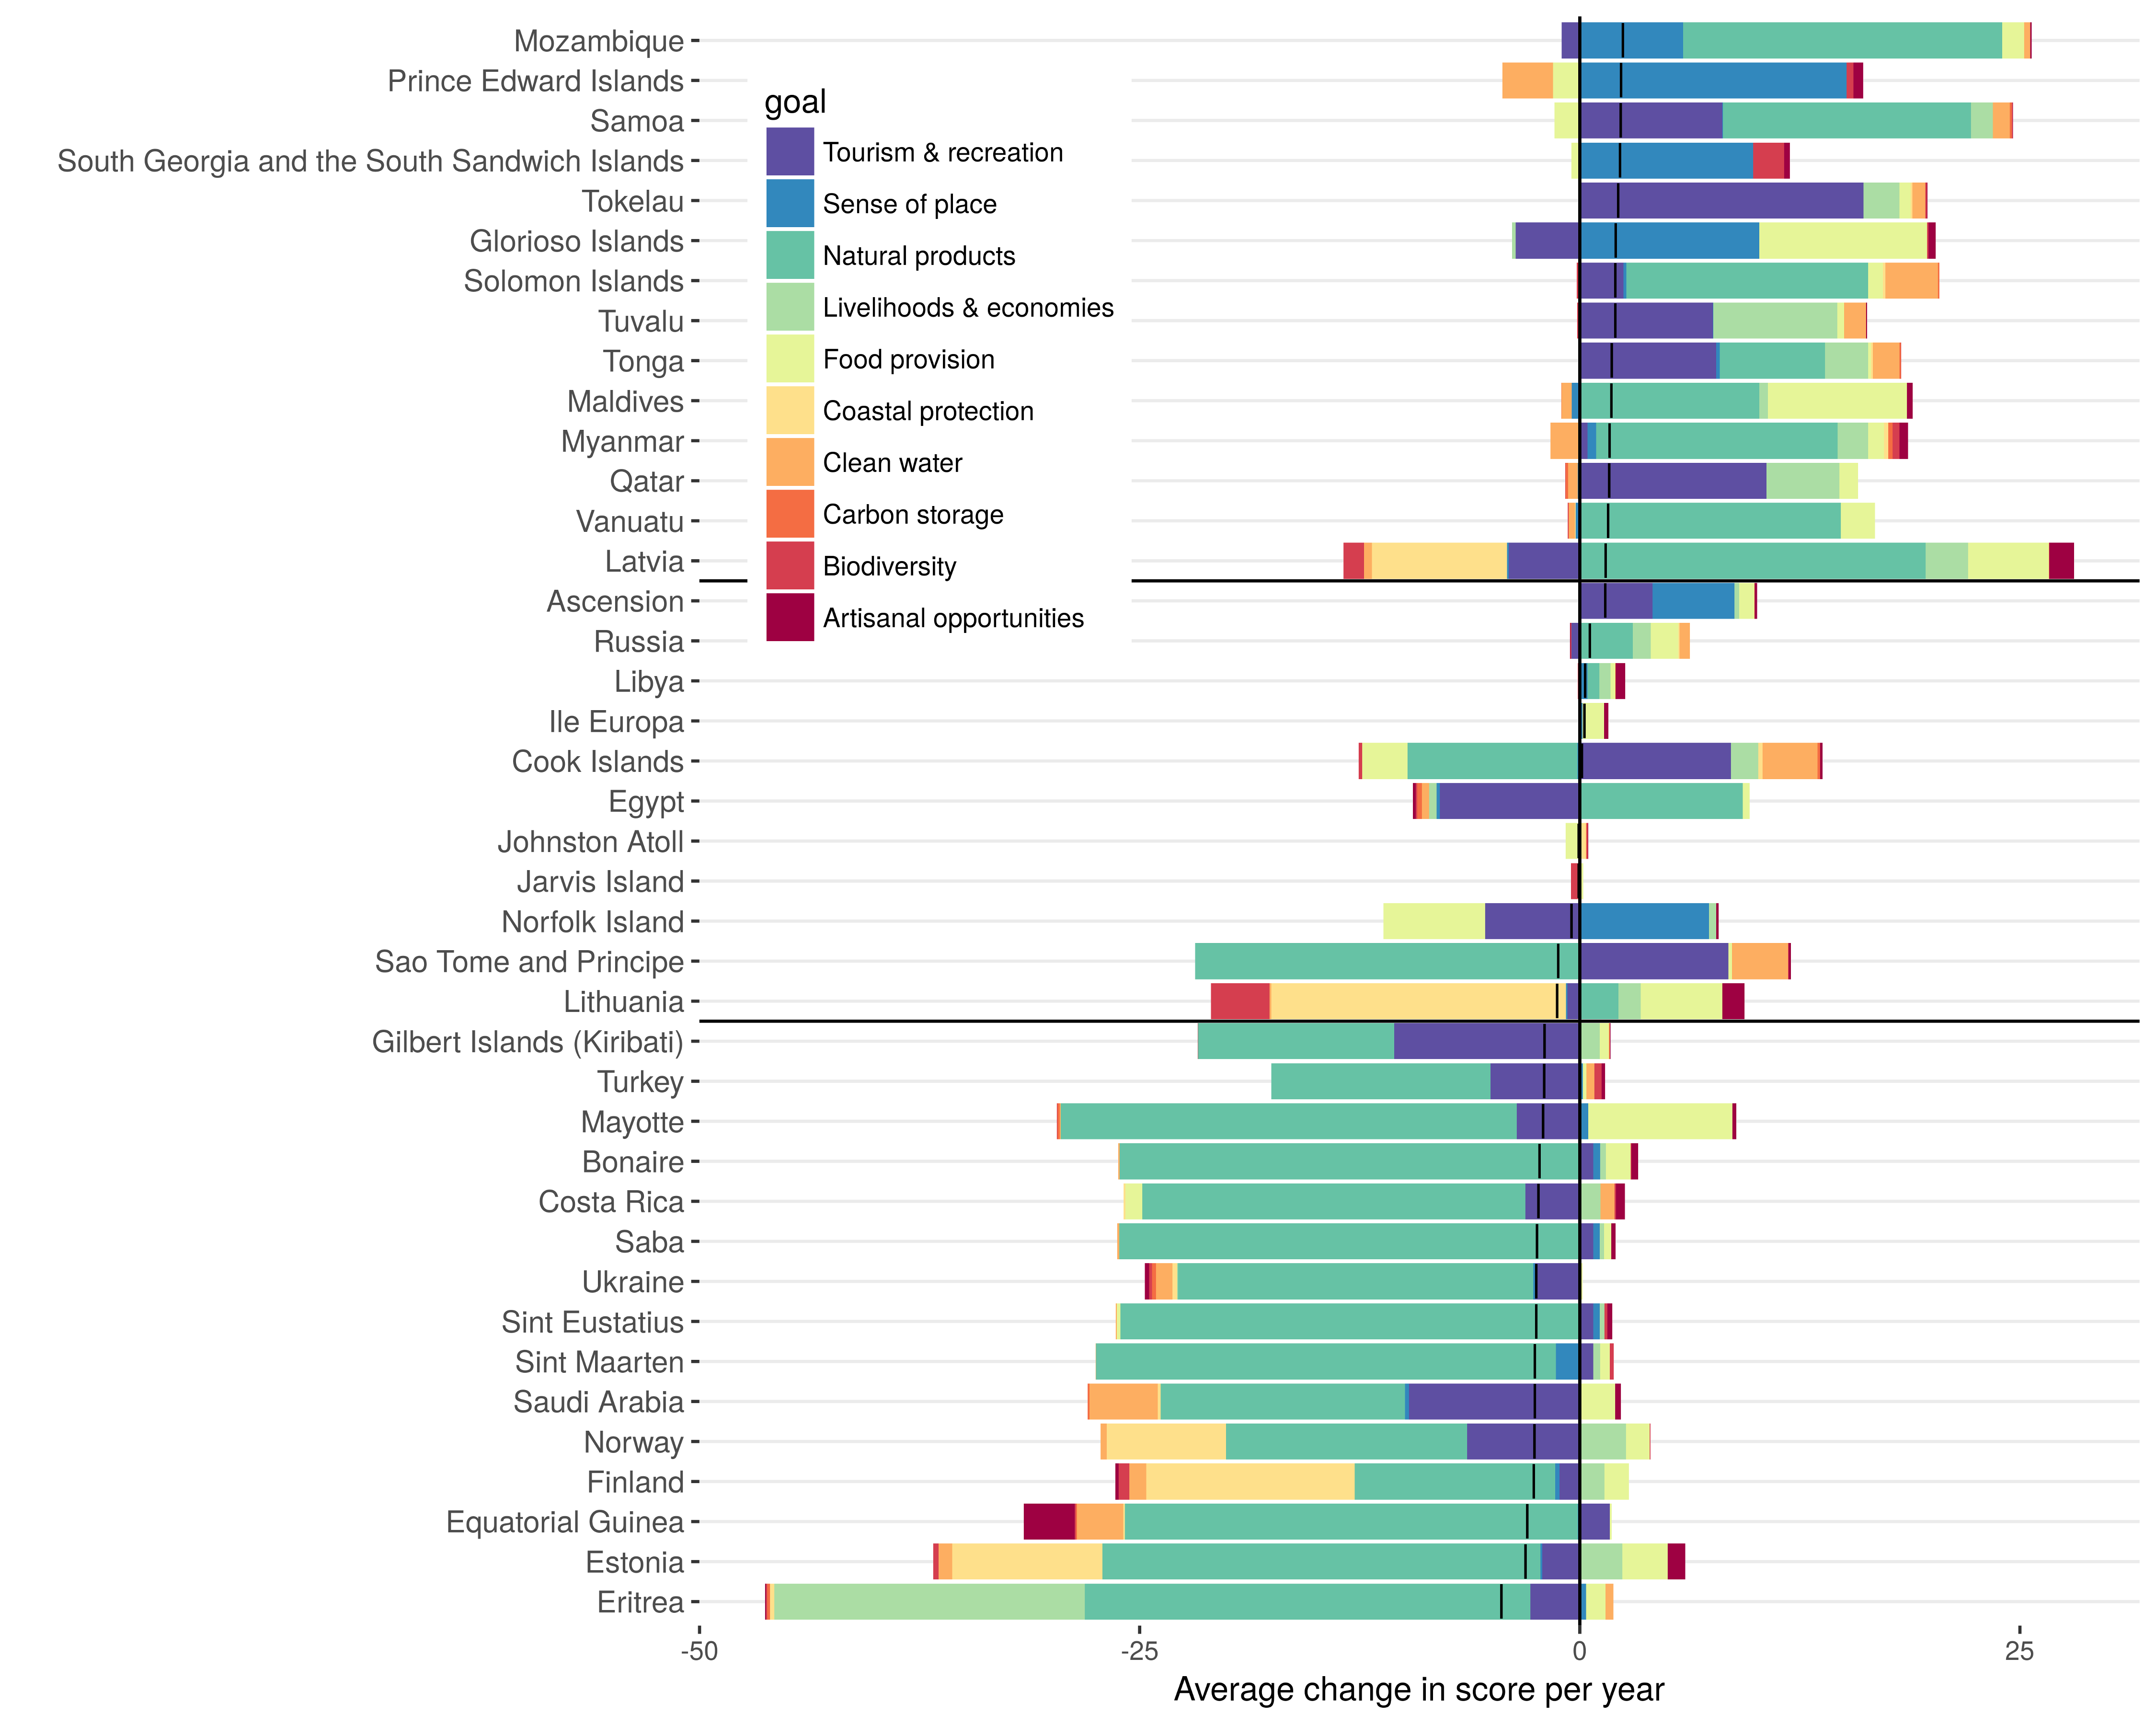 Mozambique
Prince Edward Islands
Samoa
South Georgia and the South Sandwich Islands
Tokelau
Glorioso Islands
Solomon Islands
Tuvalu
Tonga
Maldives
Myanmar
Qatar
Vanuatu
Latvia
Ascension
Russia
Libya
Ile Europa
Cook Islands
Egypt
Johnston Atoll
Jarvis Island
Norfolk Island
Sao Tome and Principe
Lithuania
Gilbert Islands (Kiribati)
Turkey
Mayotte
Bonaire
Costa Rica
Saba
Ukraine
Sint Eustatius
Sint Maarten
Saudi Arabia
Norway
Finland
Equatorial Guinea
Estonia
Eritrea
goal
Tourism & recreation
Sense of place
Natural products
Livelihoods & economies
Food provision
Coastal protection
Clean water
Carbon storage
Biodiversity
Artisanal opportunities
-50 -25 0 25
Average change in score per year